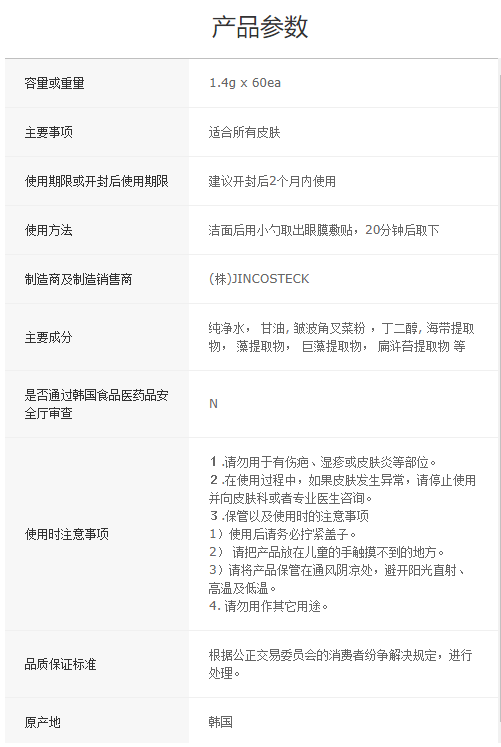 产品参数
容量或重量
1.4g x 60ea
主要事项
适合所有皮肤
使用期限或开封后使用期限
建议开封后2个月内使用
使用方法
洁面后用小勺取出眼膜敷贴，20分钟后取下
制造商及制造销售商
(株)JINCOSTECK
主要成分
纯净水， 甘油, 皱波角叉菜粉 ，丁二醇, 海带提取
物， 藻提取物， 巨藻提取物， 扁浒苔提取物 等
是否通过韩国食品医药品安
全厅审查
N
使用时注意事项
１.请勿用于有伤疤、湿疹或皮肤炎等部位。
２.在使用过程中，如果皮肤发生异常，请停止使用
并向皮肤科或者专业医生咨询。
３.保管以及使用时的注意事项
1）使用后请务必拧紧盖子。
2） 请把产品放在儿童的手触摸不到的地方。
3）请将产品保管在通风阴凉处，避开阳光直射、
高温及低温。
4. 请勿用作其它用途。
品质保证标准
根据公正交易委员会的消费者纷争解决规定，进行
处理。
原产地
韩国